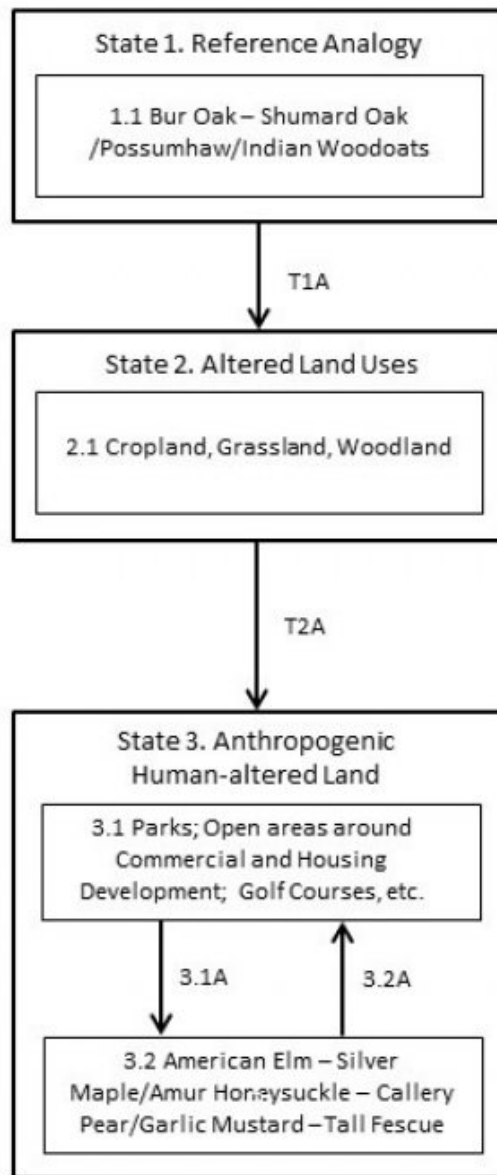 State 1. Reference Analogy
1.1 Bur Oak – Shumard Oak
/Possumhaw/Indian Woodoats
T1A
State 2. Altered Land Uses
2.1 Cropland, Grassland, Woodland
T2A
State 3. Anthropogenic
Human-altered Land
3.1 Parks; Open areas around
Commercial and Housing
Development; Golf Courses, etc.
3.1A
3.2A
3.2 American Elm – Silver
Maple/Amur Honeysuckle – Callery
Pear/Garlic Mustard –Tall Fescue